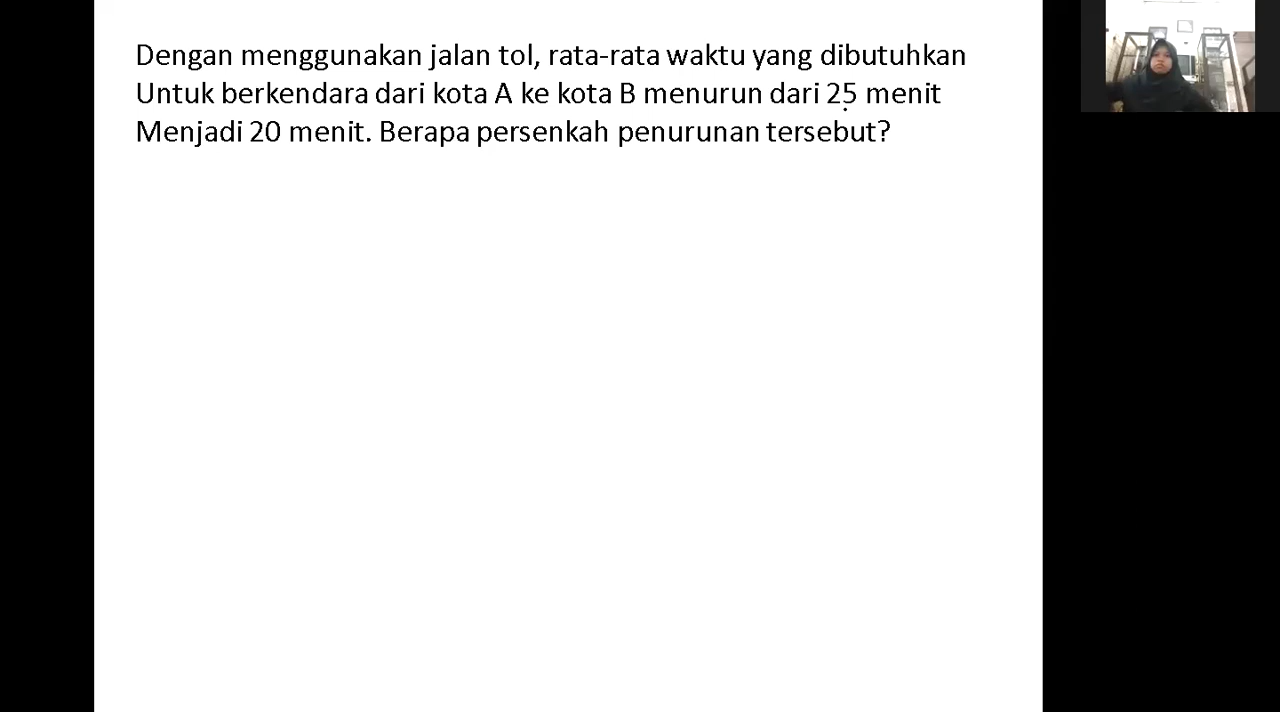 Dengan menggunakan jalan tol, rata-rata waktu yang dibutuhkan
Untuk berkendara dari kota A ke kota B menurun dari 25 menit
Menjadi 20 menit. Berapa persenkah penurunan tersebut?